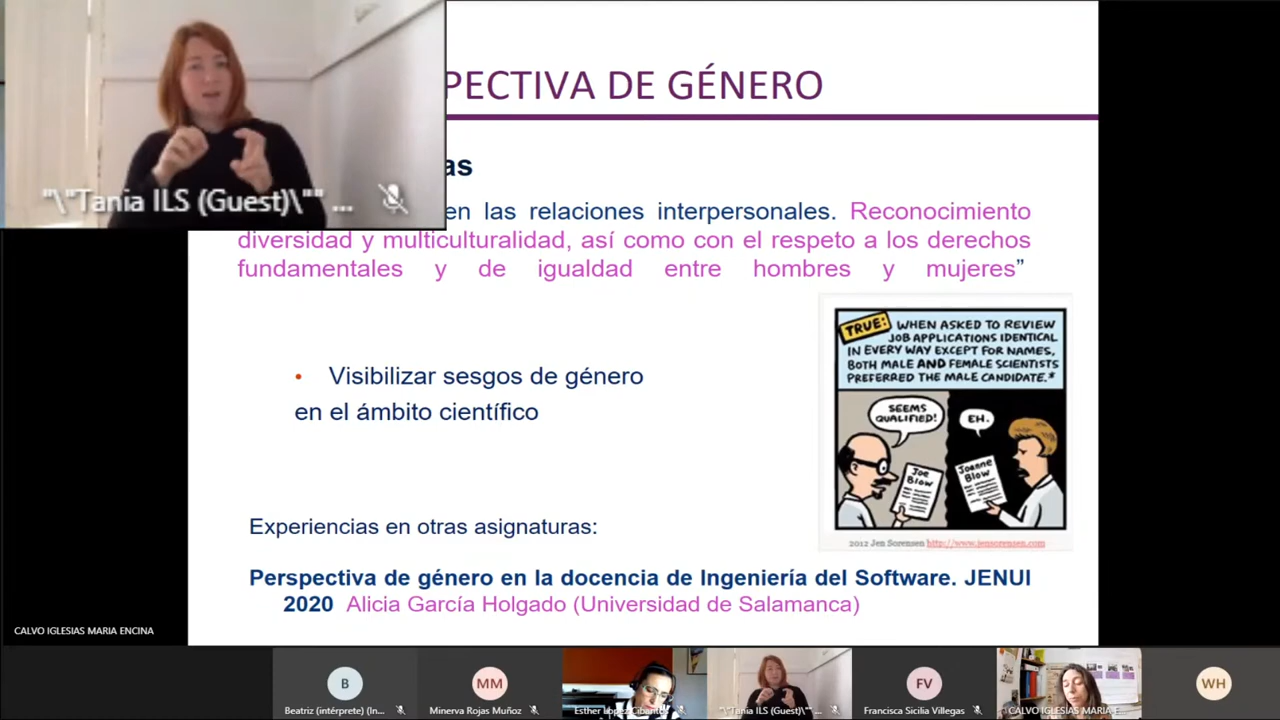 PECTIVA DE GÉNERO
as
"\"Tania ILS (Guest)\"" ...
en las relaciones interpersonales. Reconocimiento
diversidad y multiculturalidad, así como con el respeto a los derechos
fundamentales y de igualdad entre hombres y mujeres”
TRUE: WHEN ASKED TO REVIEW
JOB APPLICATIONS IDENTICAL
IN EVERY WAY EXCEPT FOR NAMES,
BOTH MALE AND FEMALE SCIENTISTS
PREFERRED THE MALE CANDIDATE.*
SEEMS
QUALIFIED!
EH.
Joe
Blow
Joanne
Blow
2012 Jen Sorensen http://www.jensorensen.com
• Visibilizar sesgos de género
en el ámbito científico
Experiencias en otras asignaturas:
Perspectiva de género en la docencia de Ingeniería del Software. JENUI
2020 Alicia García Holgado (Universidad de Salamanca)
CALVO IGLESIAS MARIA ENCINA
B
Beatriz (intérprete) (In...
MM
Minerva Rojas Muñoz
Esther López Cibantos
"\"Tania ILS (Guest)\"" ...
FV
Francisca Sicilia Villegas
CALVO IGLESIAS MARIA E...
WH